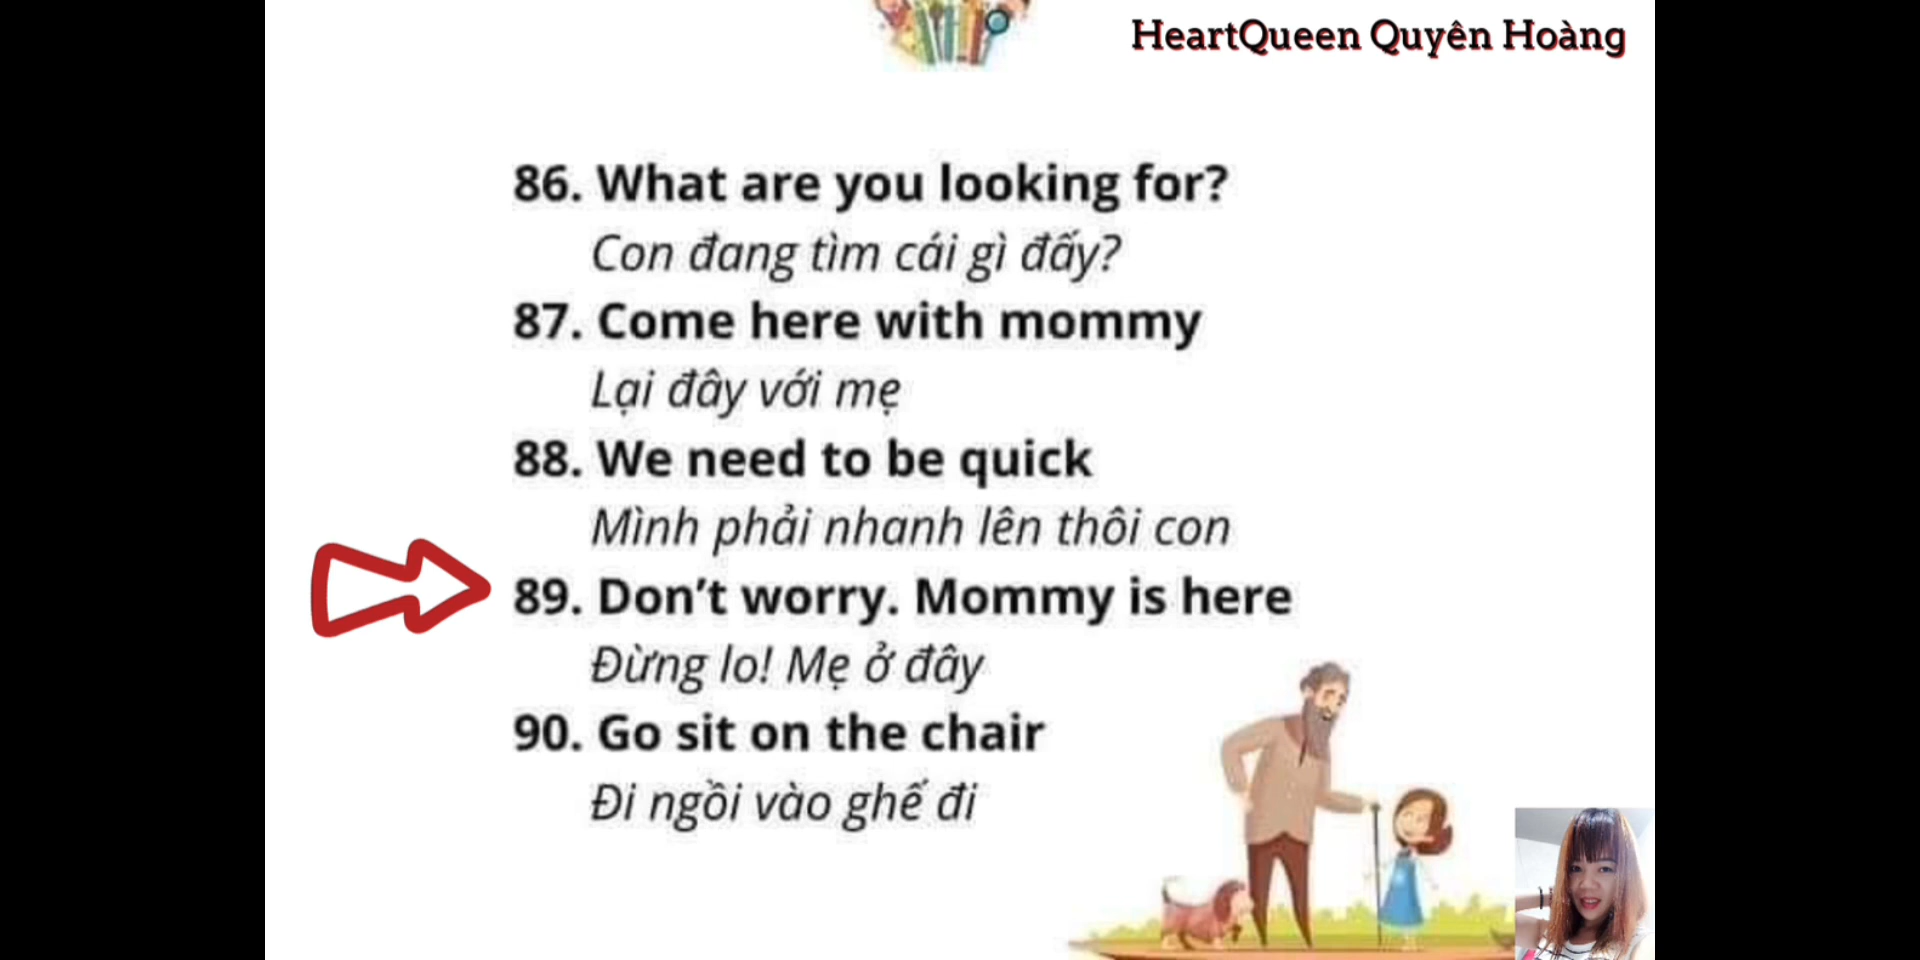 HeartQueen Quyên Hoàng
86. What are you looking for?
Con đang tìm cái gì đấy?
87. Come here with mommy
Lại đây với mẹ
88. We need to be quick
Mình phải nhanh lên thôi con
89. Don’t worry. Mommy is here
Đừng lo! Mẹ ở đây
90. Go sit on the chair
Đi ngồi vào ghế đi